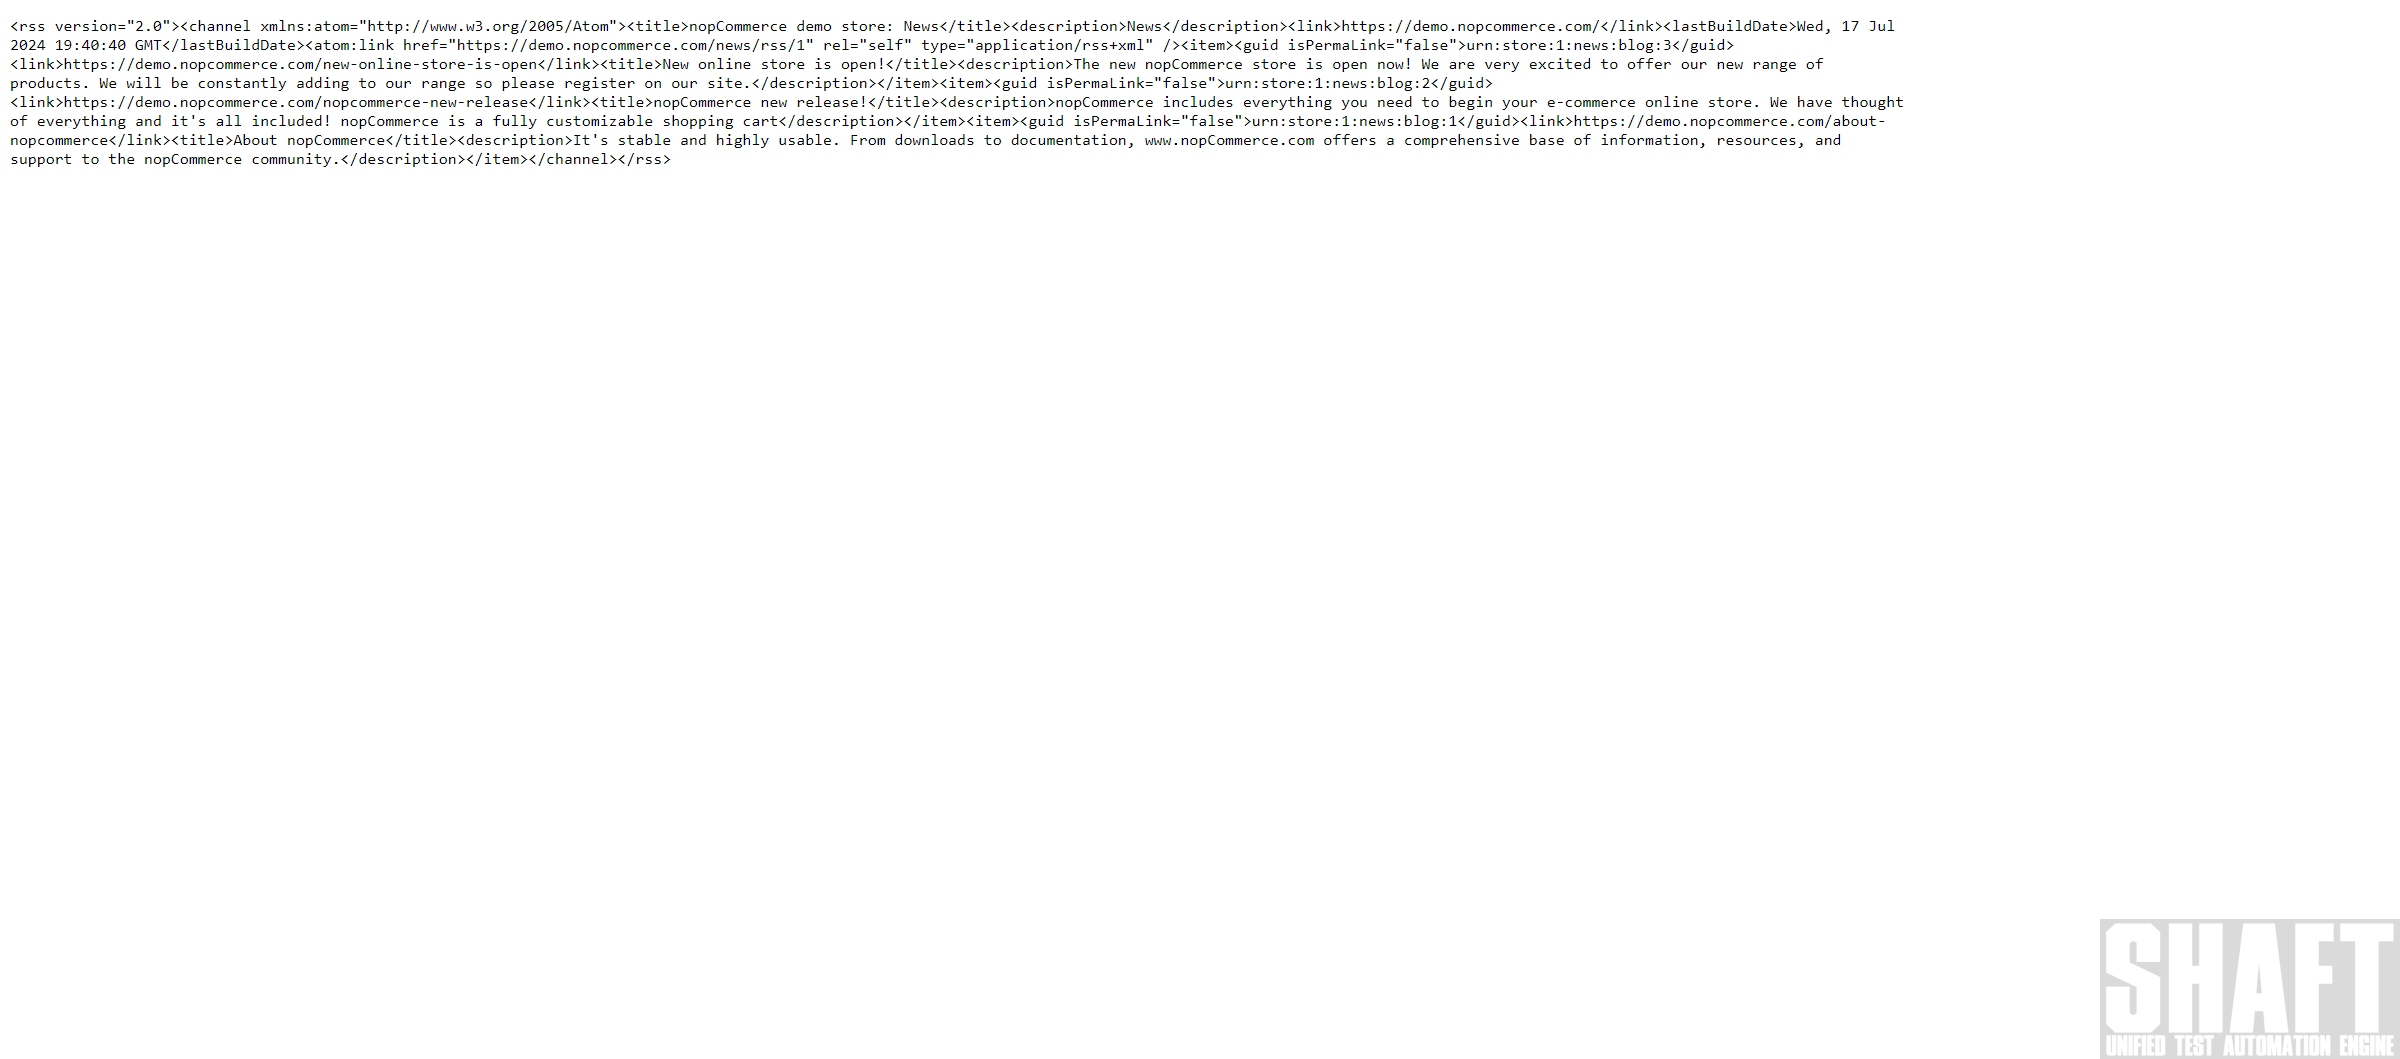 <rss version="2.0"><channel xmlns:atom="http://www.w3.org/2005/Atom"><title>nopCommerce demo store: News</title><description>News</description><link>https://demo.nopcommerce.com/</link><lastBuildDate>Wed, 17 Jul
2024 19:40:40 GMT</lastBuildDate><atom:link href="https://demo.nopcommerce.com/news/rss/1" rel="self" type="application/rss+xml" /><item><guid isPermaLink="false">urn:store:1:news:blog:3</guid>
<link>https://demo.nopcommerce.com/new-online-store-is-open</link><title>New online store is open!</title><description>The new nopCommerce store is open now! We are very excited to offer our new range of
products. We will be constantly adding to our range so please register on our site.</description></item><item><guid isPermaLink="false">urn:store:1:news:blog:2</guid>
<link>https://demo.nopcommerce.com/nopcommerce-new-release</link><title>nopCommerce new release!</title><description>nopCommerce includes everything you need to begin your e-commerce online store. We have thought
of everything and it's all included! nopCommerce is a fully customizable shopping cart</description></item><item><guid isPermaLink="false">urn:store:1:news:blog:1</guid><link>https://demo.nopcommerce.com/about-
nopcommerce</link><title>About nopCommerce</title><description>It's stable and highly usable. From downloads to documentation, www.nopCommerce.com offers a comprehensive base of information, resources, and
support to the nopCommerce community.</description></item></channel></rss>
SHAFT
UNIFIED TEST AUTOMATION ENGINE